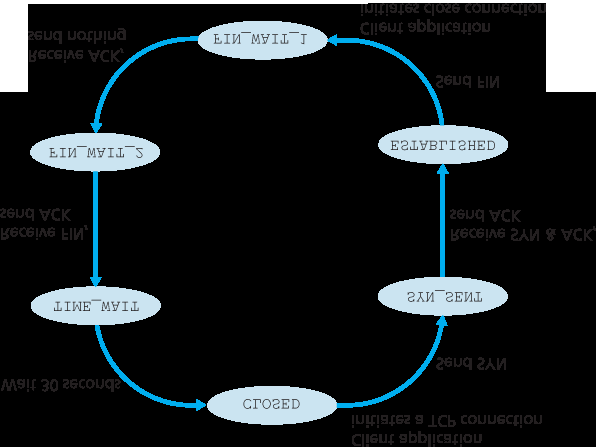 Client application
initiates a TCP connection
CLOSED
Wait 30 seconds
Send SYN
TIME_WAIT
SYN_SENT
Receive FIN,
send ACK
Receive SYN & ACK,
send ACK
FIN_WAIT_2
ESTABLISHED
Send FIN
Receive ACK,
send nothing
FIN_WAIT_1
Client application
initiates close connection